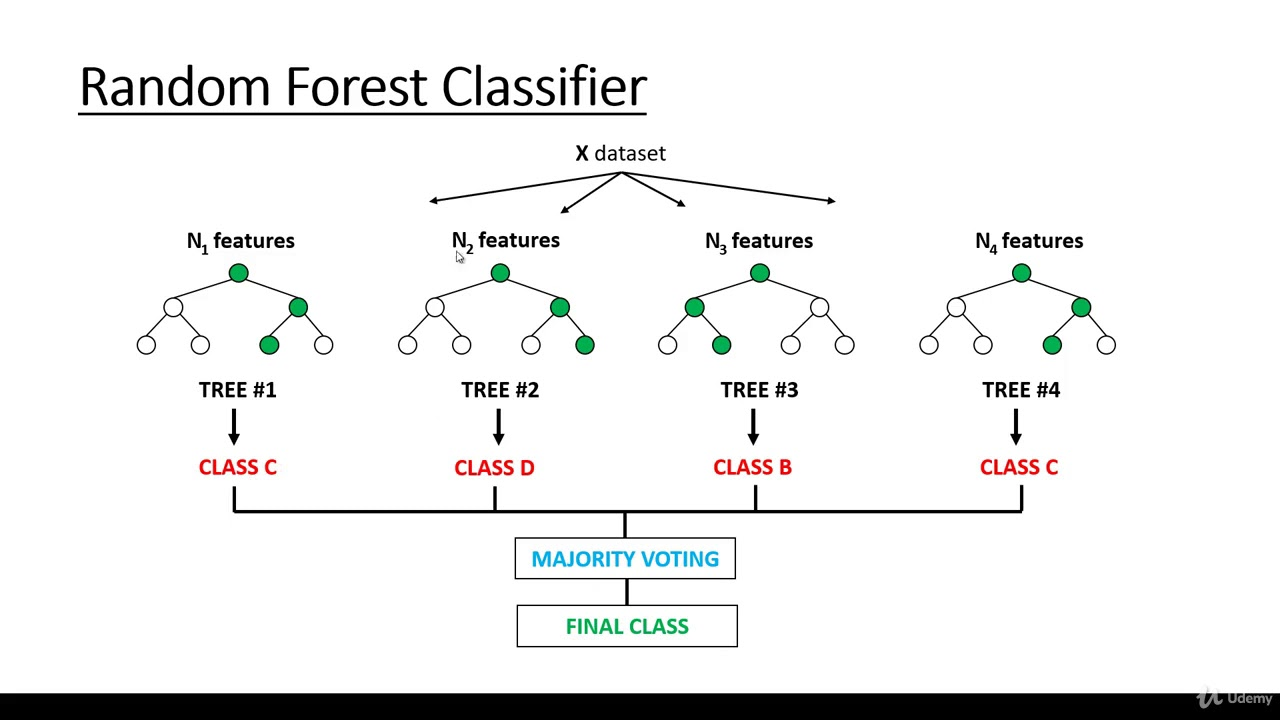 Random Forest Classifier
X dataset
N1 features N2 features N3 features N4 features
TREE #1 TREE #2 TREE #3 TREE #4
CLASS C CLASS D CLASS B CLASS C
MAJORITY VOTING
FINAL CLASS
Udemy